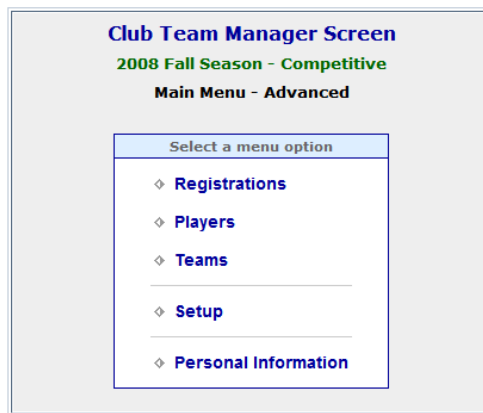 Club Team Manager Screen
2008 Fall Season - Competitive
Main Menu - Advanced
Select a menu option
Registrations
Players
Teams
Setup
Personal Information